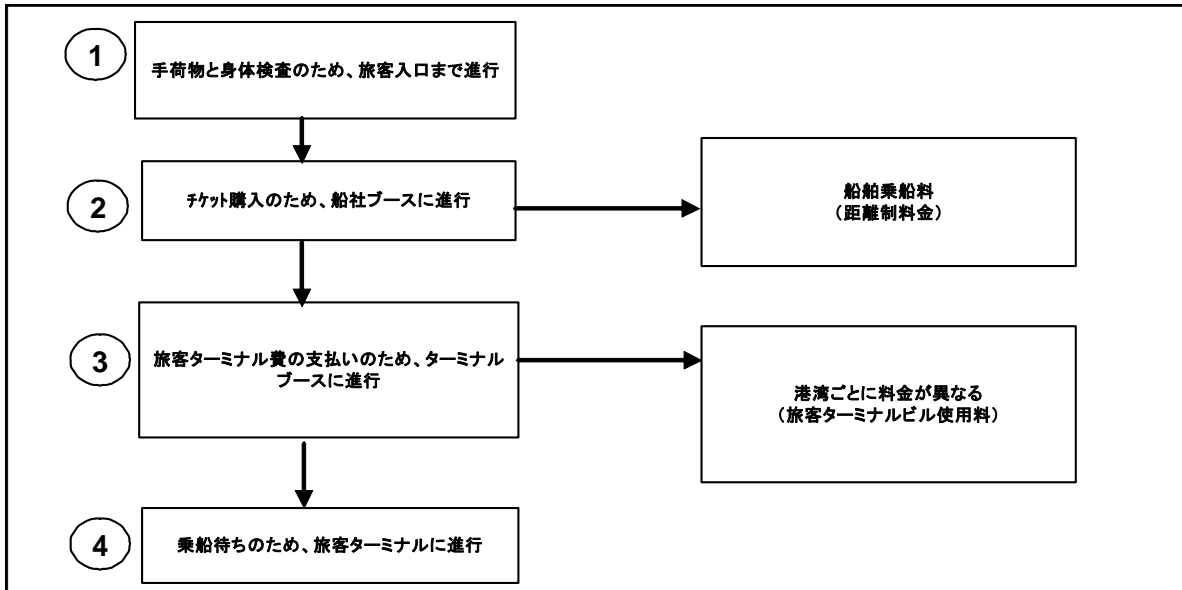 1
手荷物と身体検査のため、旅客入口まで進行
2
チケット購入のため、船社ブースに進行
船舶乗船料
（距離制料金）
3
旅客ターミナル費の支払いのため、ターミナル
ブースに進行
港湾ごとに料金が異なる
（旅客ターミナルビル使用料）
4
乗船待ちのため、旅客ターミナルに進行